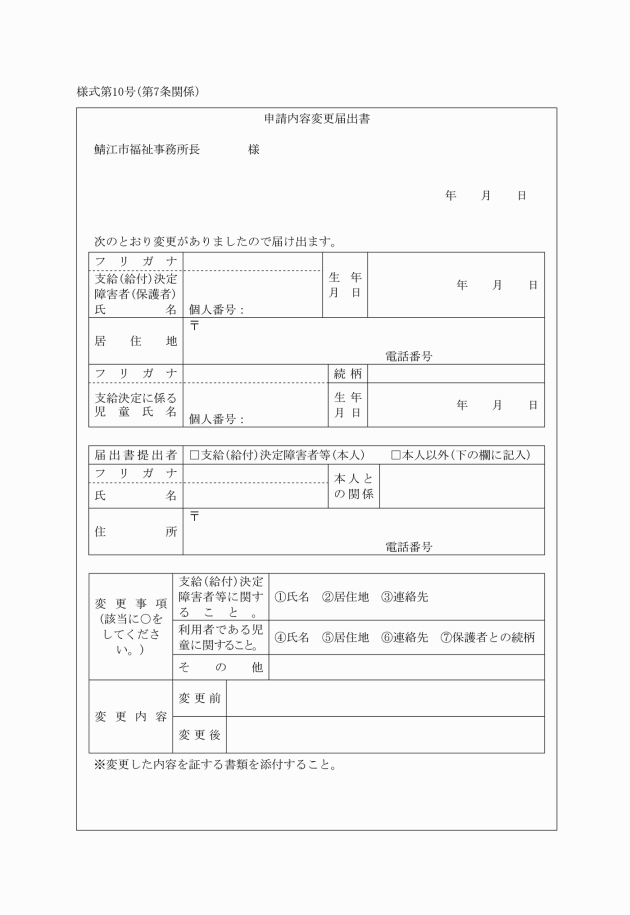 様式第10号(第7条関係)
申請内容変更届出書
鯖江市福祉事務所長　　　　様
年　　月　　日
次のとおり変更がありましたので届け出ます。
フリガナ
支給(給付)決定
障害者(保護者)
氏　　　　名
個人番号：
生年
月日
年　　月　　日
居住地
〒
電話番号
フリガナ
続柄
支給決定に係る
児童氏名
個人番号：
生年
月日
年　　月　　日
届出書提出者
□支給(給付)決定障害者等(本人)　　□本人以外(下の欄に記入)
フリガナ
氏　　　　名
本人と
の関係
住　　　　所
〒
電話番号
変更事項
(該当に○を
してくださ
い。)
支給(給付)決定
障害者等に関す
ること。
①氏名　②居住地　③連絡先
利用者である児
童に関すること。
④氏名　⑤居住地　⑥連絡先　⑦保護者との続柄
その他
変更内容
変更前
変更後
※変更した内容を証する書類を添付すること。